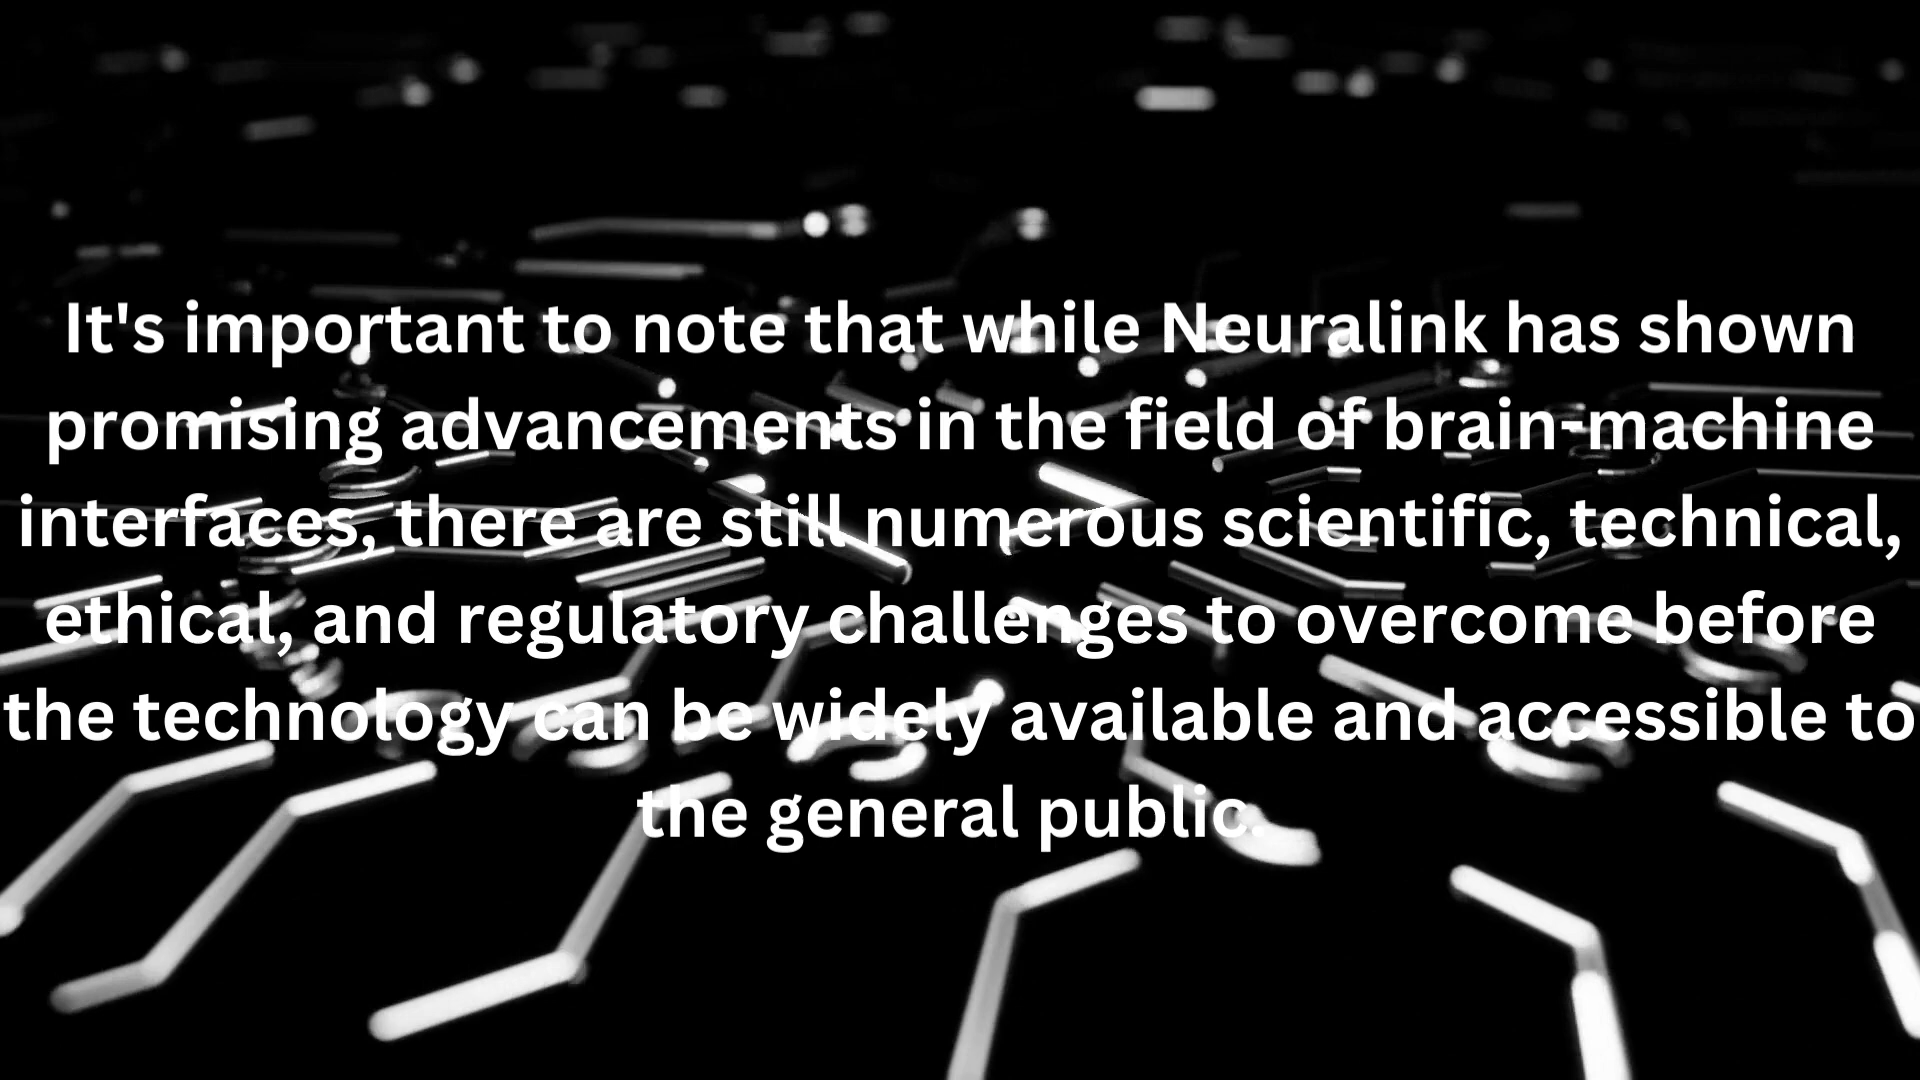 It's important to note that while Neuralink has shown
promising advancements in the field of brain-machine
interfaces, there are still numerous scientific, technical,
ethical, and regulatory challenges to overcome before
the technology can be widely available and accessible to
the general public.